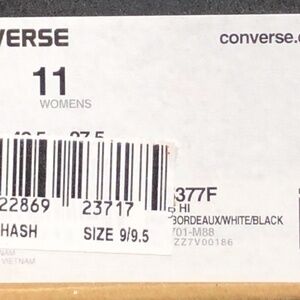 VERSE
converse.c
11
WOMENS
377F
HI
BORDEAUX/WHITE/BLACK
701-M88
ZZ7V00186
22869 23717
HASH SIZE 9/9.5
NAM
VIETNAM